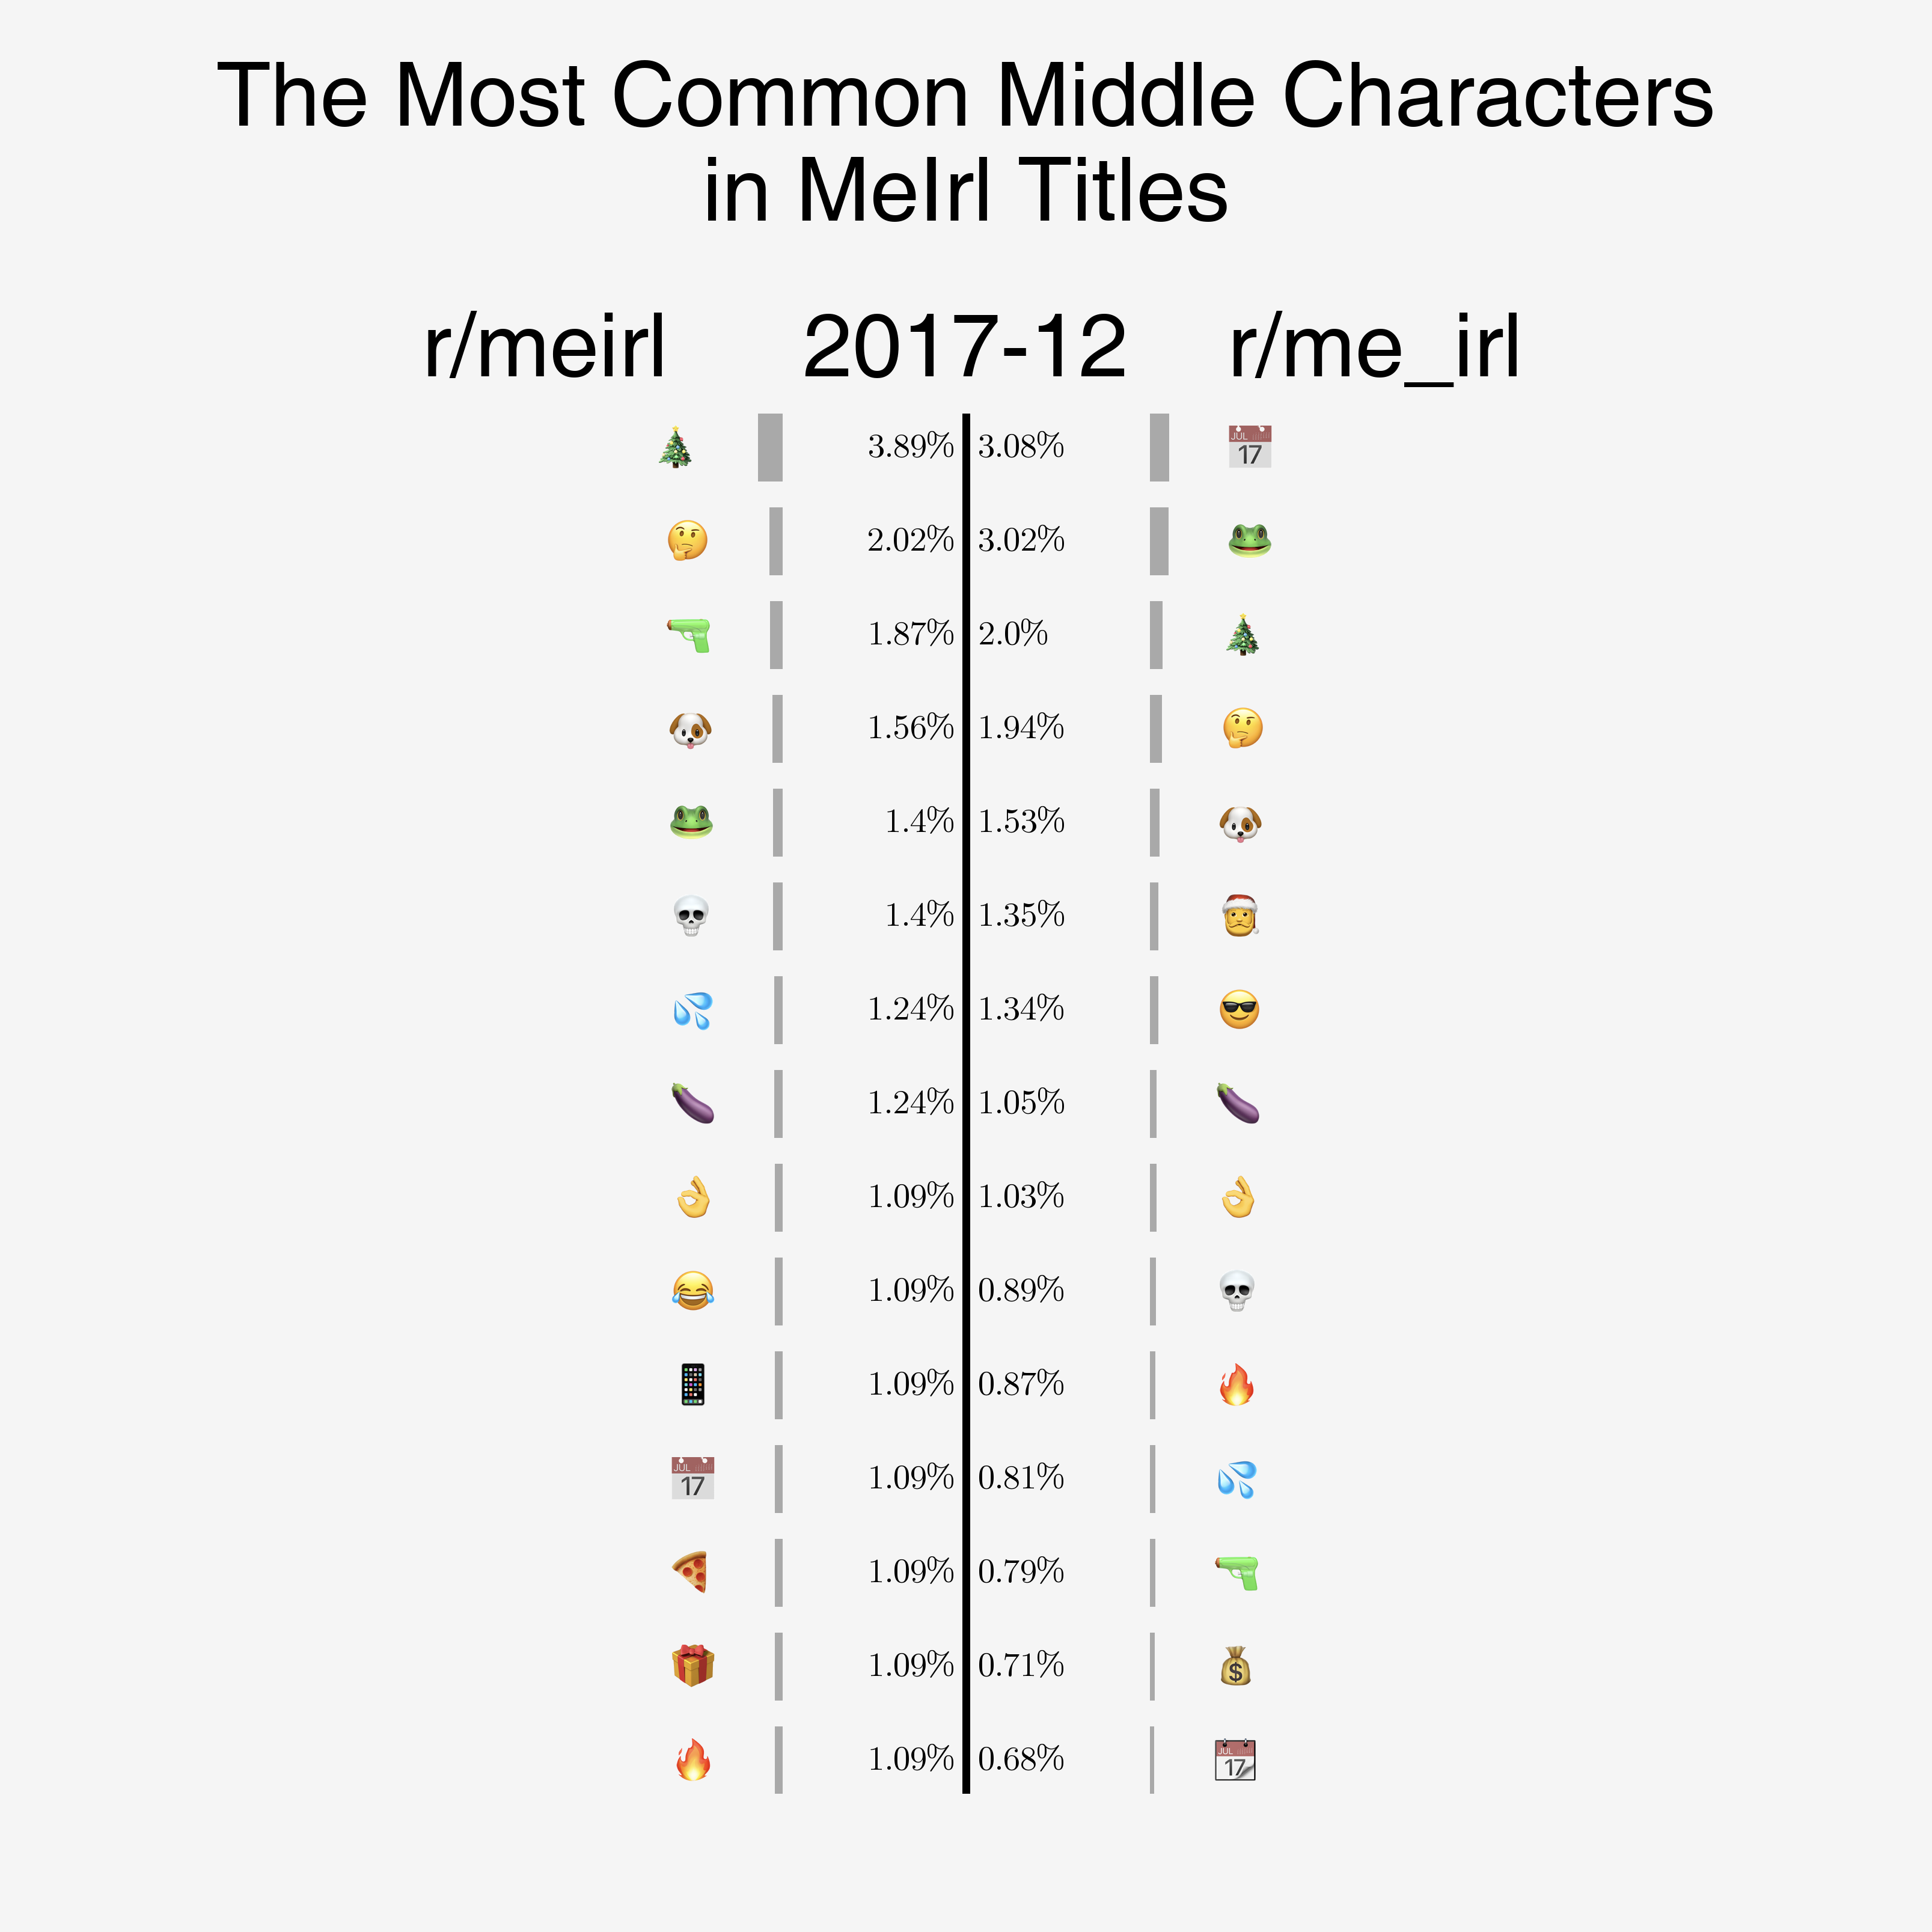 The Most Common Middle Characters
in MeIrl Titles
r/meirl 2017-12 r/me_irl
🎄 3.89% 3.08% 📅
🤔 2.02% 3.02% 🐸
🔫 1.87% 2.0% 🎄
🐶 1.56% 1.94% 🤔
🐸 1.4% 1.53% 🐶
💀 1.4% 1.35% 🎅
💦 1.24% 1.34% 😎
🍆 1.24% 1.05% 🍆
👌 1.09% 1.03% 👌
😂 1.09% 0.89% 💀
📱 1.09% 0.87% 🔥
📅 1.09% 0.81% 💦
🍕 1.09% 0.79% 🔫
🎁 1.09% 0.71% 💰
🔥 1.09% 0.68% 📆